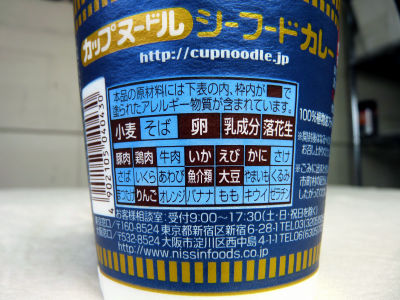 カップヌードル シーフードカレー
http://cupnoodle.jp
本品の原材料には下表の内、枠内が■で
塗られたアレルギー物質が含まれています。
小麦 そば 卵 乳成分 落花生
豚肉 鶏肉 牛肉 いか えび かに さけ
さば いくら あわび 魚介類 大豆 やまいも くるみ
まつたけ りんご オレンジ バナナ もも キウイ ゼラチン
お客様相談室:受付9:00~17:30(土・日・祝日を除く)
〒160-8524 東京都新宿区新宿6-28-1 TEL03
〒532-8524 大阪市淀川区西中島4-1-1 TEL06
http://www.nissinfoods.co.jp
4902105040430
100%植物